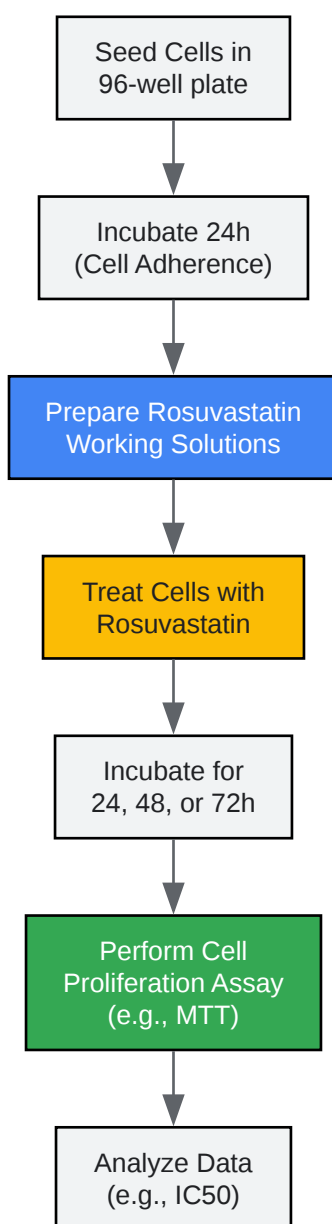 Seed Cells in
96-well plate
Incubate 24h
(Cell Adherence)
Prepare Rosuvastatin
Working Solutions
Treat Cells with
Rosuvastatin
Incubate for
24, 48, or 72h
Perform Cell
Proliferation Assay
(e.g., MTT)
Analyze Data
(e.g., IC50)